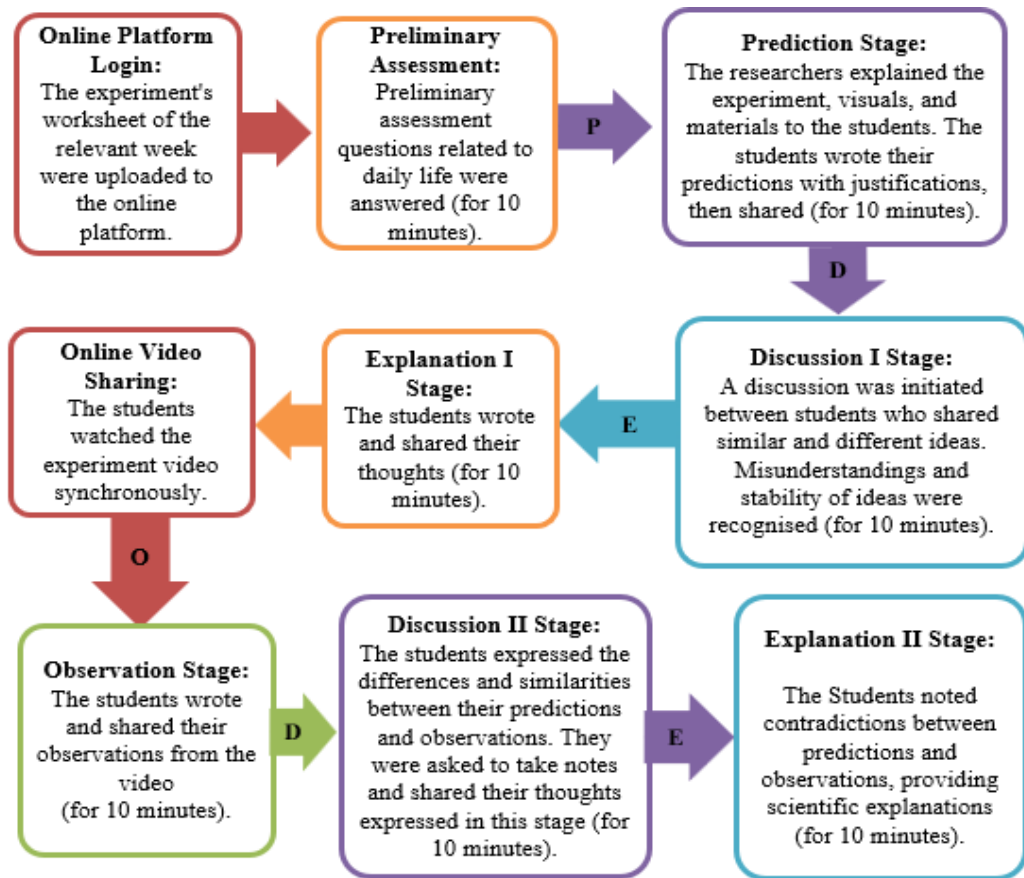 Online Platform
Login:
The experiment's
worksheet of the
relevant week
were uploaded to
the online
platform.
Preliminary
Assessment:
Preliminary
assessment
questions related to
daily life were
answered (for 10
minutes).
P
Prediction Stage:
The researchers explained the
experiment, visuals, and
materials to the students. The
students wrote their
predictions with justifications,
then shared (for 10 minutes).
D
Discussion I Stage:
A discussion was initiated
between students who shared
similar and different ideas.
Misunderstandings and
stability of ideas were
recognised (for 10 minutes).
E
Explanation I
Stage:
The students wrote
and shared their
thoughts (for 10
minutes).
Online Video
Sharing:
The students
watched the
experiment video
synchronously.
O
Observation Stage:
The students wrote
and shared their
observations from the
video
(for 10 minutes).
D
Discussion II Stage:
The students expressed the
differences and similarities
between their predictions
and observations. They
were asked to take notes
and shared their thoughts
expressed in this stage (for
10 minutes).
E
Explanation II Stage:
The Students noted
contradictions between
predictions and
observations, providing
scientific explanations
(for 10 minutes).